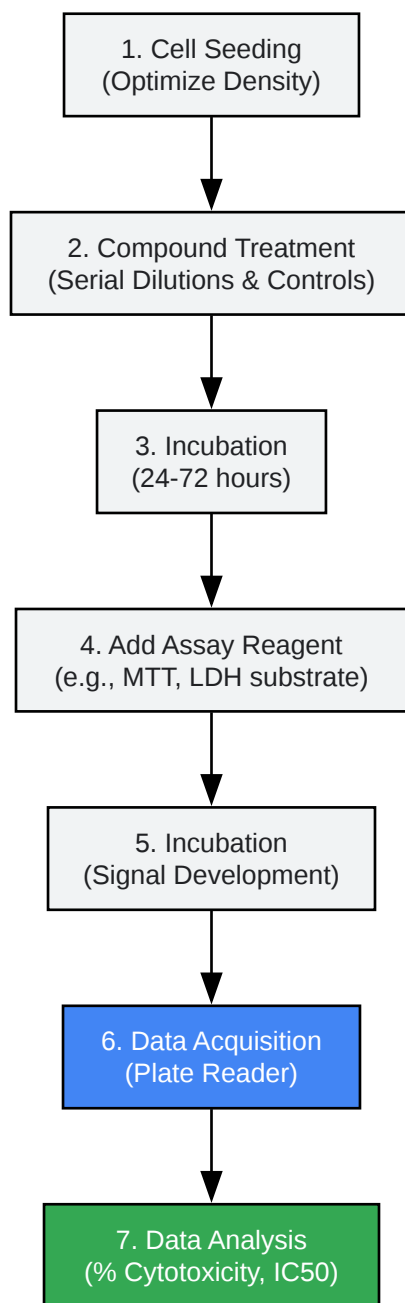 1. Cell Seeding
(Optimize Density)
2. Compound Treatment
(Serial Dilutions & Controls)
3. Incubation
(24-72 hours)
4. Add Assay Reagent
(e.g., MTT, LDH substrate)
5. Incubation
(Signal Development)
6. Data Acquisition
(Plate Reader)
7. Data Analysis
(% Cytotoxicity, IC50)